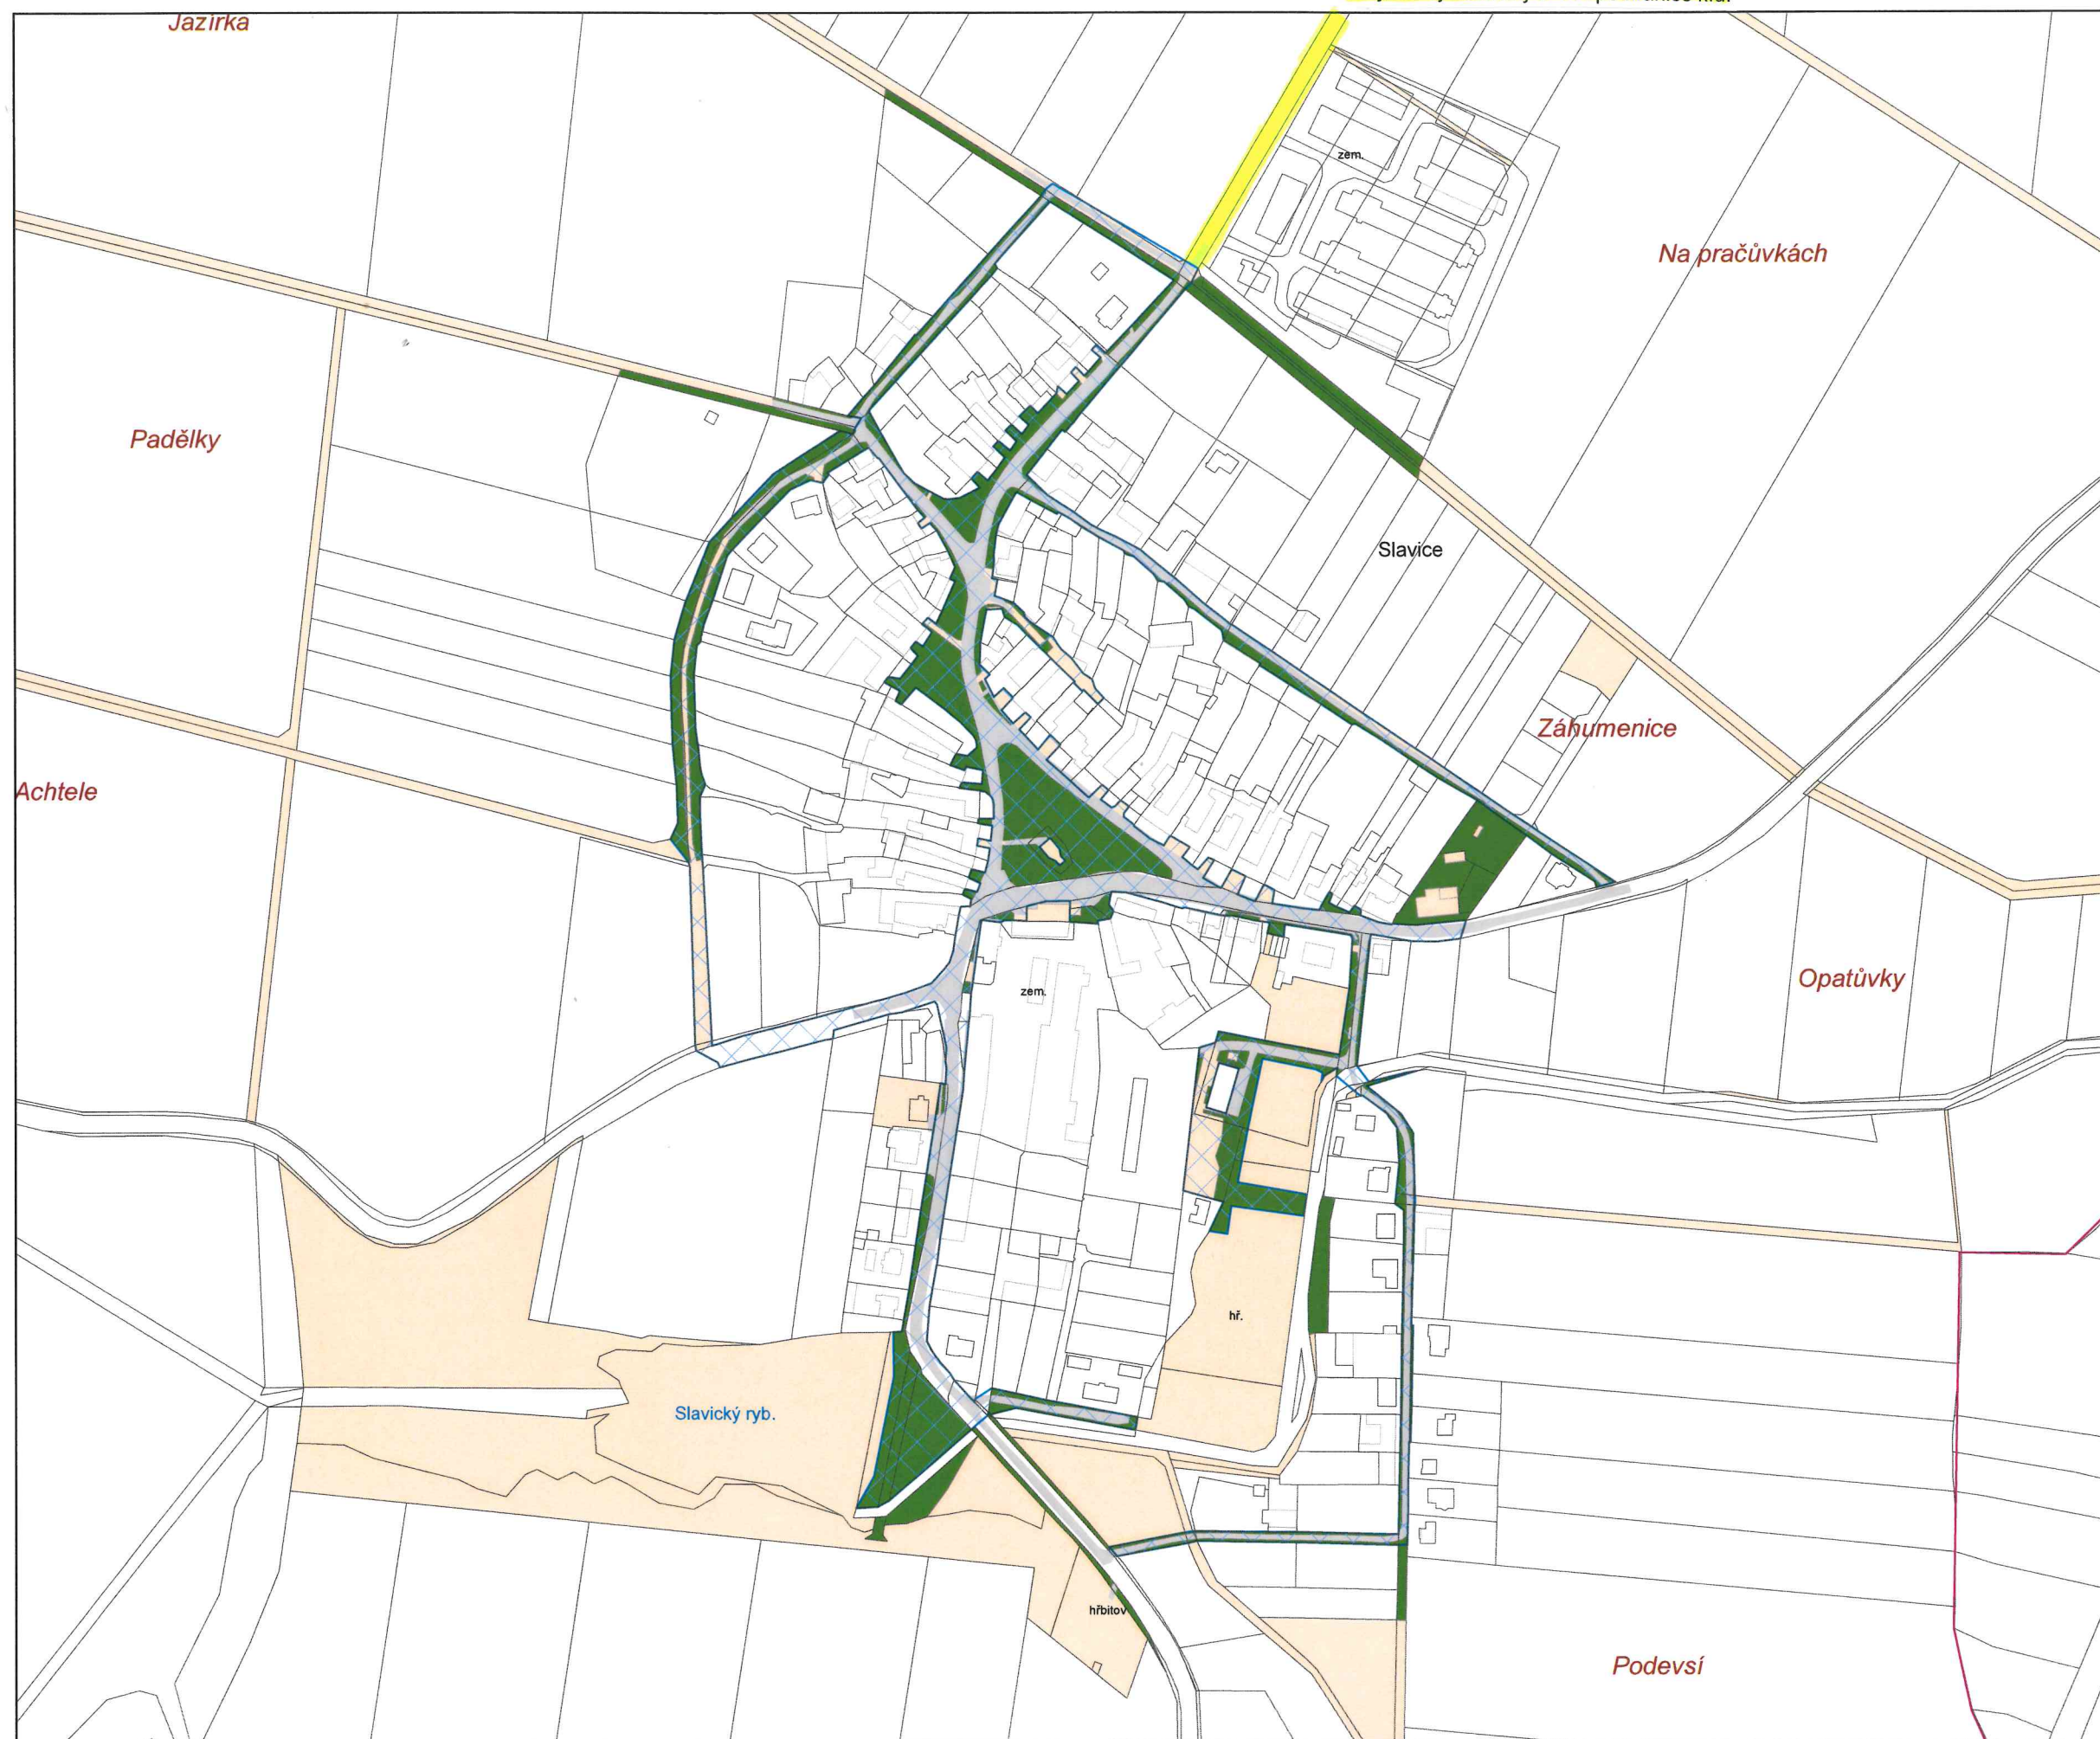 Jazírka
zem.
Na pračůvkách
Padělky
Slavice
Záhumenice
Achtele
Opatůvky
zem.
hř.
Slavický ryb.
hřbitov
Podevsí